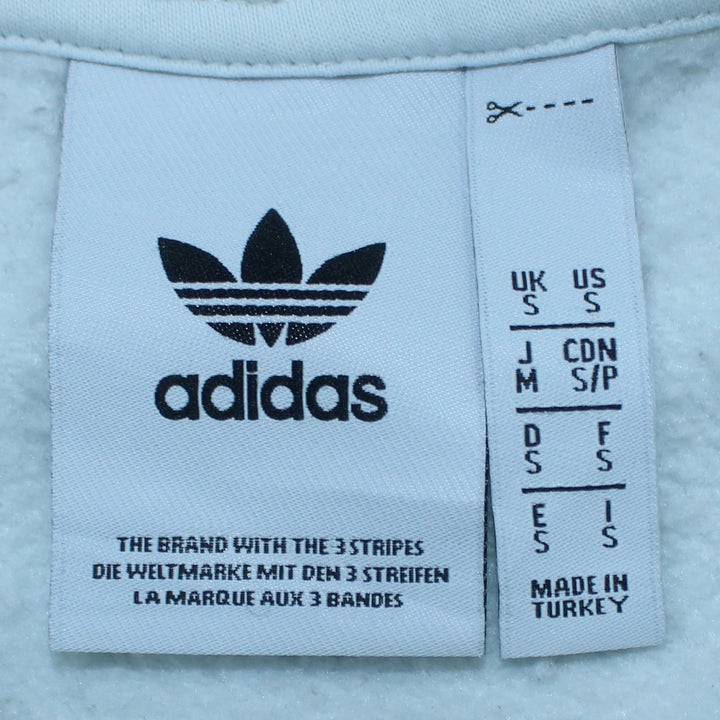 adidas
THE BRAND WITH THE 3 STRIPES
DIE WELTMARKE MIT DEN 3 STREIFEN
LA MARQUE AUX 3 BANDES
UK US
S S
J CDN
M S/P
D F
S S
E I
S S
MADE IN
TURKEY